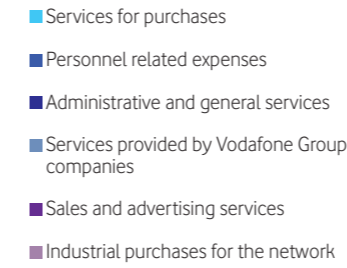 Services for purchases
Personnel related expenses
Administrative and general services
Services provided by Vodafone Group
companies
Sales and advertising services
Industrial purchases for the network